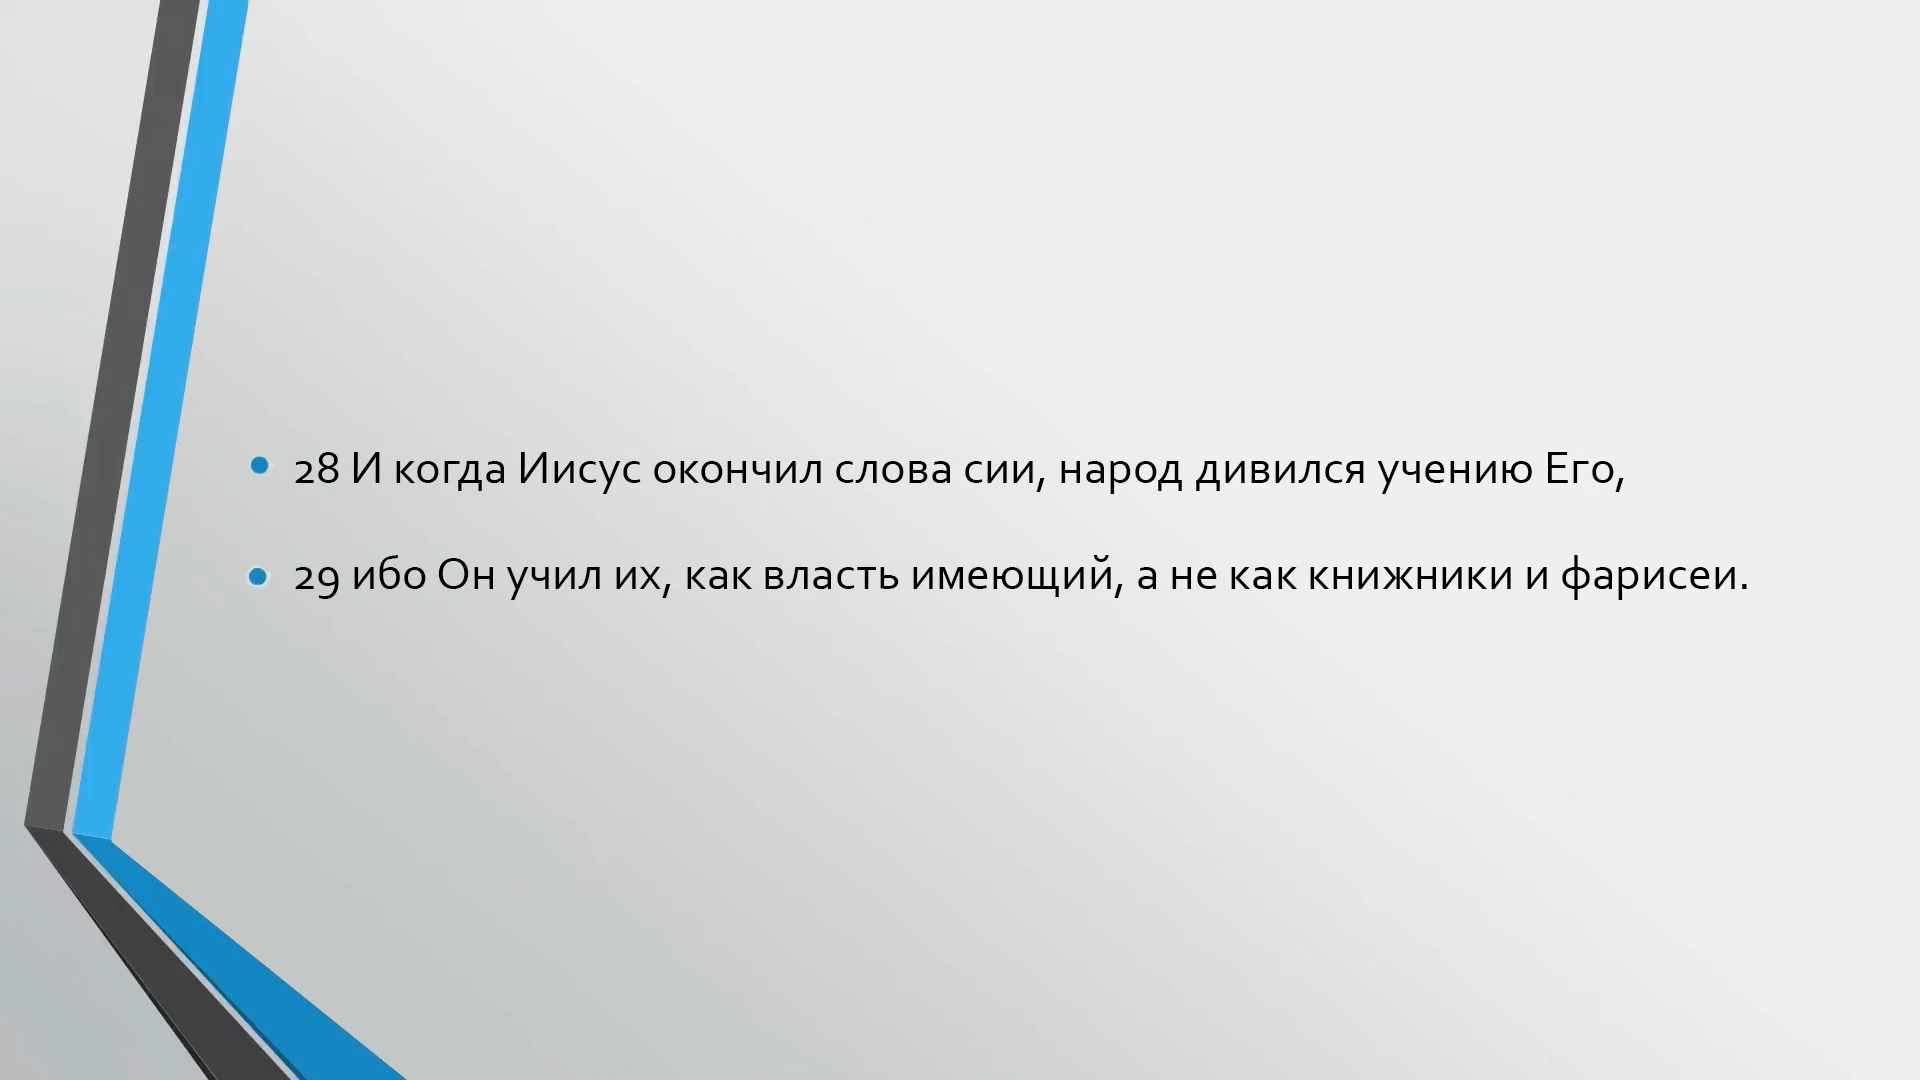 28 И когда Иисус окончил слова сии, народ дивился учению Его,
29 ибо Он учил их, как власть имеющий, а не как книжники и фарисеи.